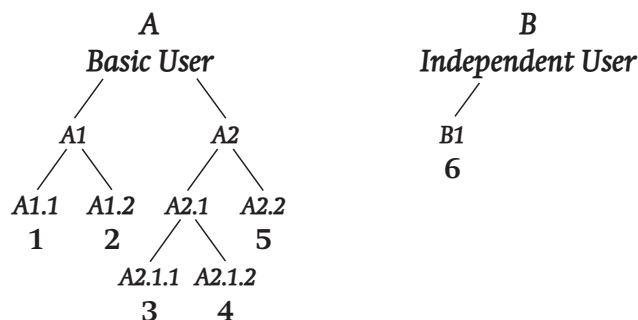 A B
Basic User Independent User
A1 A2 B1
6
A1.1 A1.2 A2.1 A2.2
1 2 5
A2.1.1 A2.1.2
3 4